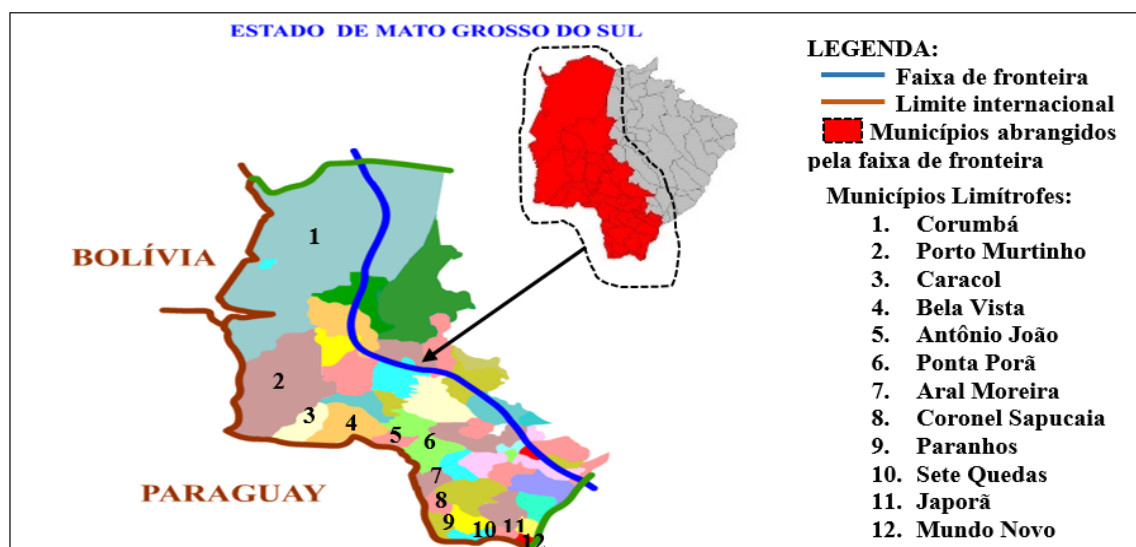 ESTADO DE MATO GROSSO DO SUL
BOLÍVIA
PARAGUAY
1
2
3
4
5
6
7
8
9
10
11
12
LEGENDA:
Faixa de fronteira
Limite internacional
Municípios abrangidos
pela faixa de fronteira
Municípios Limítrofes:
1. Corumbá
2. Porto Murtinho
3. Caracol
4. Bela Vista
5. Antônio João
6. Ponta Porã
7. Aral Moreira
8. Coronel Sapucaia
9. Paranhos
10. Sete Quedas
11. Japorã
12. Mundo Novo